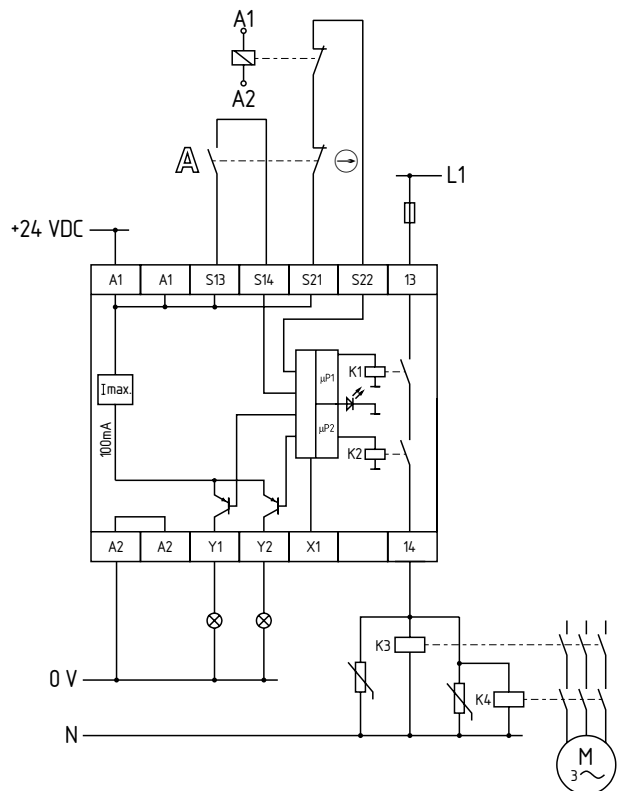 A1
A2
A
L1
+24 VDC
A1 A1 S13 S14 S21 S22 13
K1
µP1
Imax.
100mA
µP2
K2
A2 A2 Y1 Y2 X1 14
K3
0 V
K4
N
M
3~